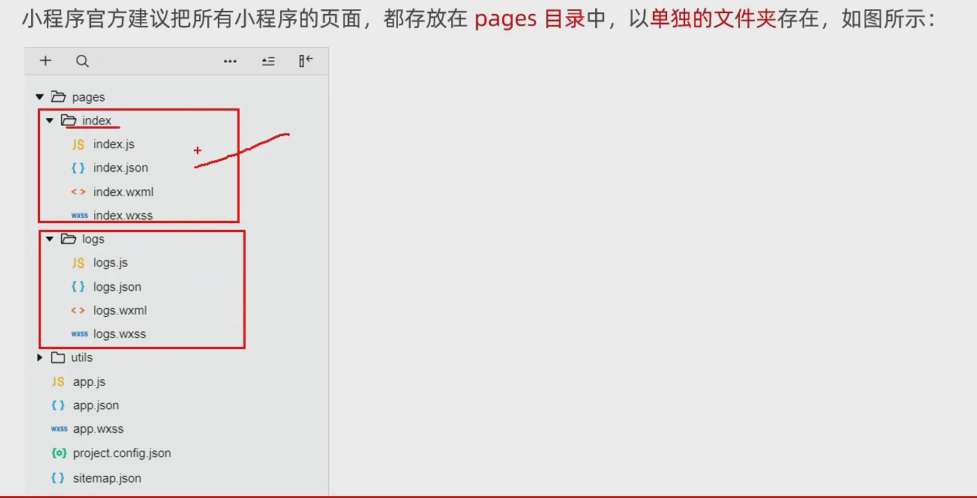 小程序官方建议把所有小程序的页面，都存放在 pages 目录中，以单独的文件夹存在，如图所示：
pages
index
JS index.js
{ } index.json
< > index.wxml
wxss index.wxss
logs
JS logs.js
{ } logs.json
< > logs.wxml
wxss logs.wxss
utils
JS app.js
{ } app.json
wxss app.wxss
{⚙} project.config.json
{ } sitemap.json